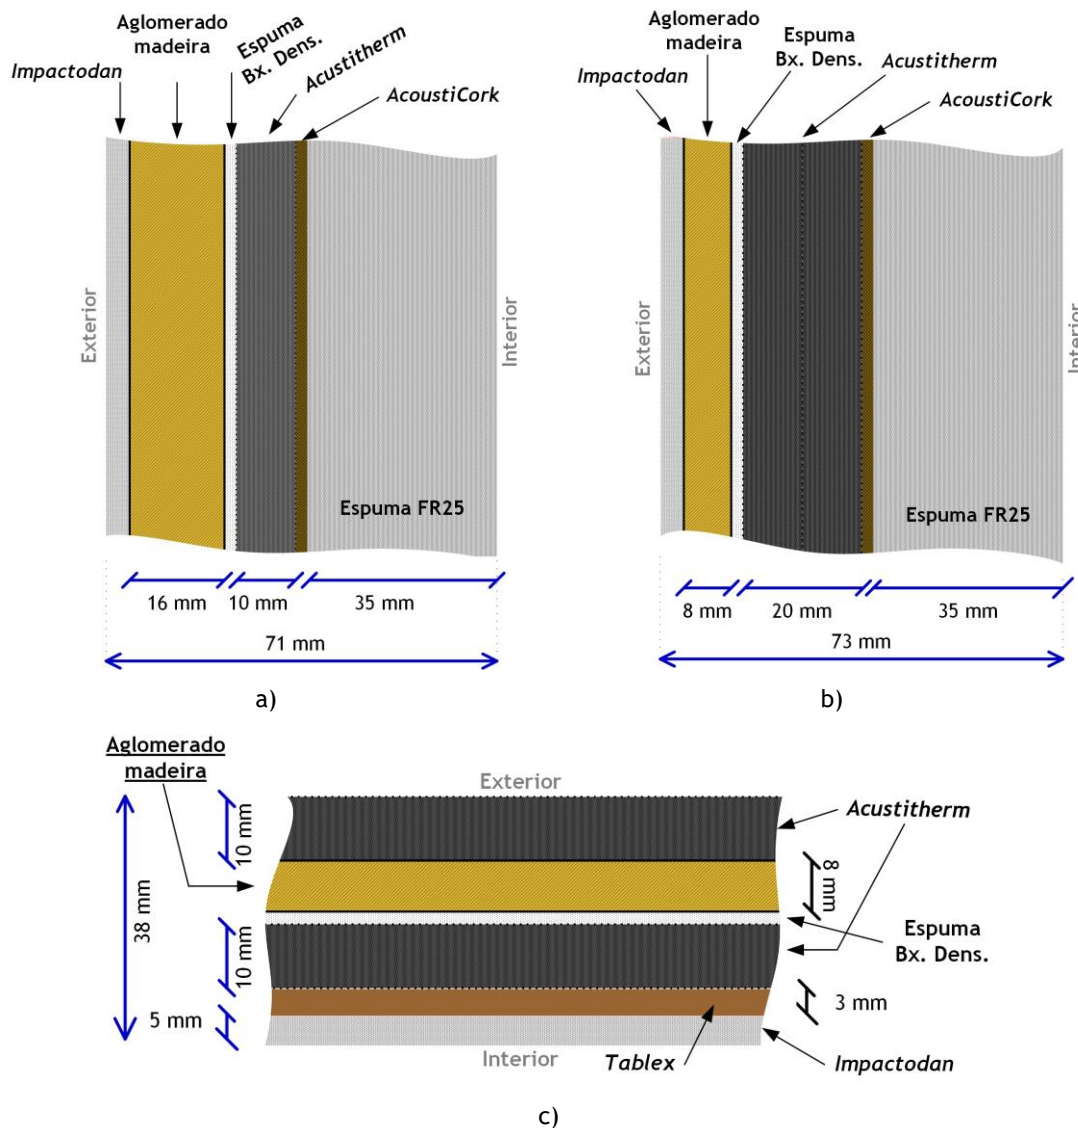 Aglomerado
madeira
Espuma
Bx. Dens.
Acustitherm
Impactodan
AcoustiCork
Exterior
Interior
Espuma FR25
16 mm
10 mm
35 mm
71 mm
a)
Aglomerado
madeira
Espuma
Bx. Dens.
Acustitherm
Impactodan
AcoustiCork
Exterior
Interior
Espuma FR25
8 mm
20 mm
35 mm
73 mm
b)
Aglomerado
madeira
Exterior
Acustitherm
10 mm
8 mm
38 mm
Espuma
Bx. Dens.
10 mm
3 mm
5 mm
Interior
Tablex
Impactodan
c)